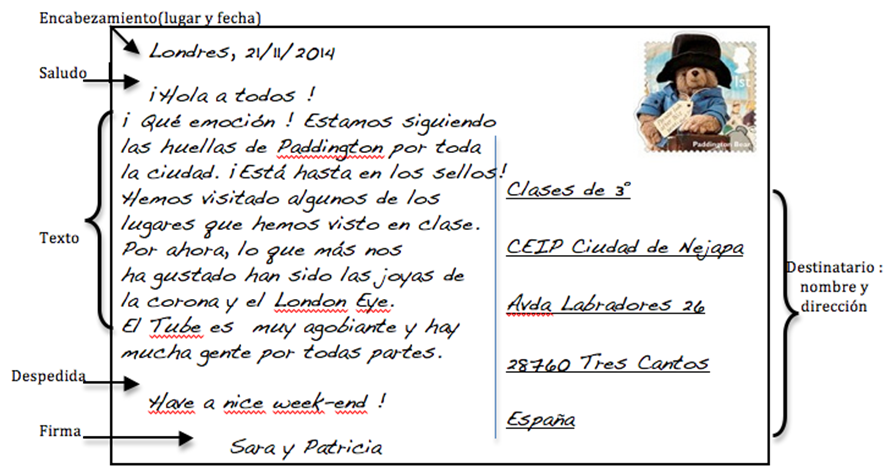 Encabezamiento(lugar y fecha)
Londres, 21/11/2014
Saludo
¡Hola a todos !
¡ Qué emoción ! Estamos siguiendo
las huellas de Paddington por toda
la ciudad. ¡Está hasta en los sellos!
Hemos visitado algunos de los
lugares que hemos visto en clase.
Por ahora, lo que más nos
ha gustado han sido las joyas de
la corona y el London Eye.
El Tube es muy agobiante y hay
mucha gente por todas partes.
Texto
Despedida
Have a nice week-end !
Firma
Sara y Patricia
1st
Paddington Bear
Clases de 3º
CEIP Ciudad de Nejapa
Avda Labradores 26
28760 Tres Cantos
España
Destinatario :
nombre y
dirección